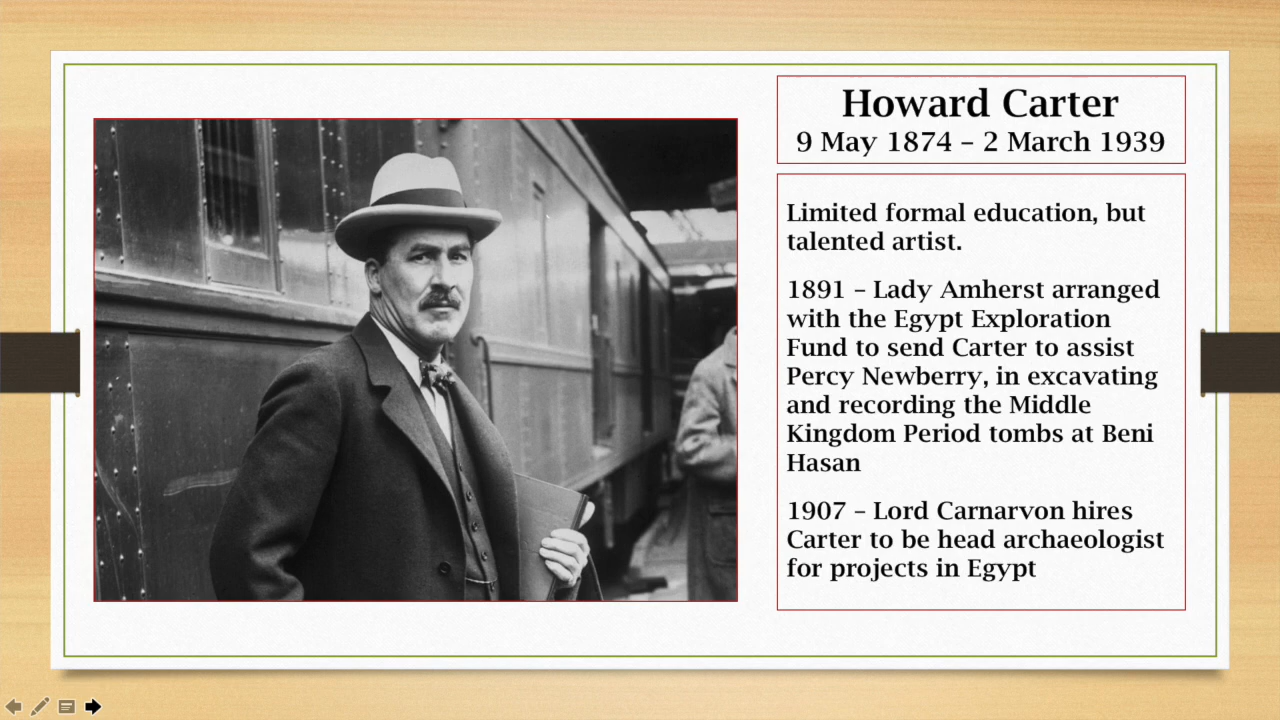 Howard Carter
9 May 1874 – 2 March 1939
Limited formal education, but
talented artist.
1891 – Lady Amherst arranged
with the Egypt Exploration
Fund to send Carter to assist
Percy Newberry, in excavating
and recording the Middle
Kingdom Period tombs at Beni
Hasan
1907 – Lord Carnarvon hires
Carter to be head archaeologist
for projects in Egypt